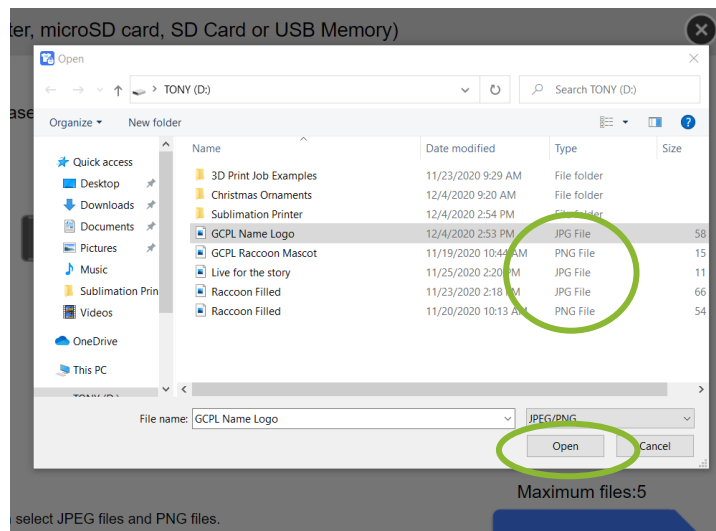 ter, microSD card, SD Card or USB Memory)
Open
TONY (D:)
Search TONY (D:)
ase
Organize
New folder
Name Date modified Type Size
Quick access
Desktop
Downloads
Documents
Pictures
Music
Sublimation Prin
Videos
OneDrive
This PC
TONY (D:)
3D Print Job Examples 11/23/2020 9:29 AM File folder
Christmas Ornaments 12/4/2020 9:20 AM File folder
Sublimation Printer 12/4/2020 2:54 PM File folder
GCPL Name Logo 12/4/2020 2:53 PM JPG File 58
GCPL Raccoon Mascot 11/19/2020 10:44 AM PNG File 15
Live for the story 11/25/2020 2:20 PM JPG File 11
Raccoon Filled 11/23/2020 2:18 PM JPG File 66
Raccoon Filled 11/20/2020 10:13 AM PNG File 54
File name: GCPL Name Logo JPEG/PNG
Open Cancel
Maximum files:5
select JPEG files and PNG files.